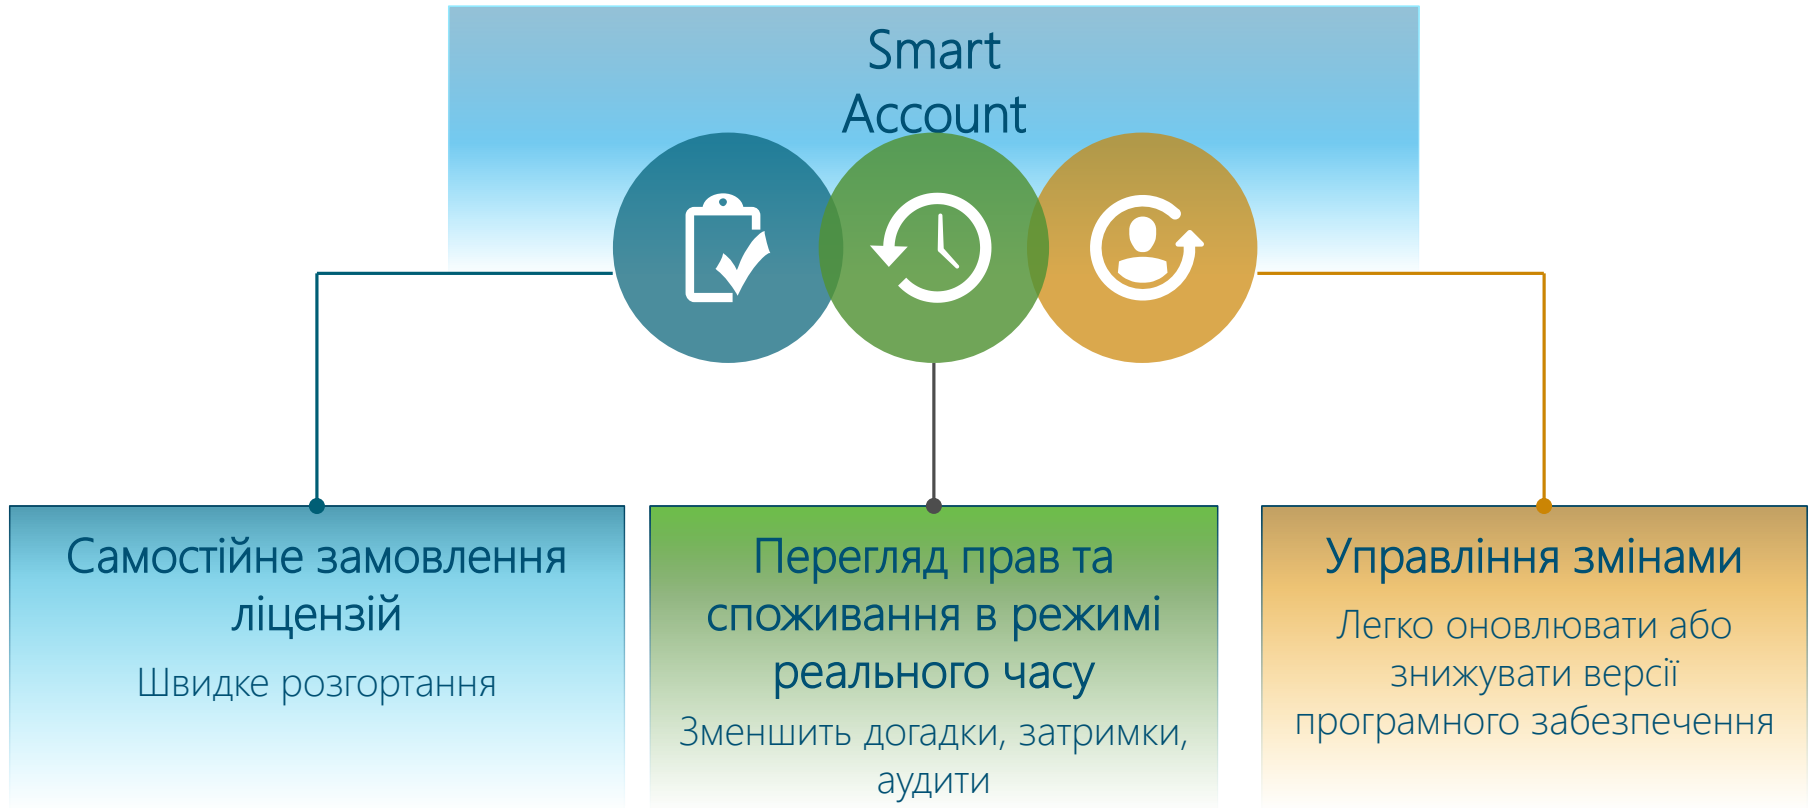 Smart
Account
Самостійне замовлення
ліцензій
Швидке розгортання
Перегляд прав та
споживання в режимі
реального часу
Зменшить догадки, затримки,
аудити
Управління змінами
Легко оновлювати або
знижувати версії
програмного забезпечення